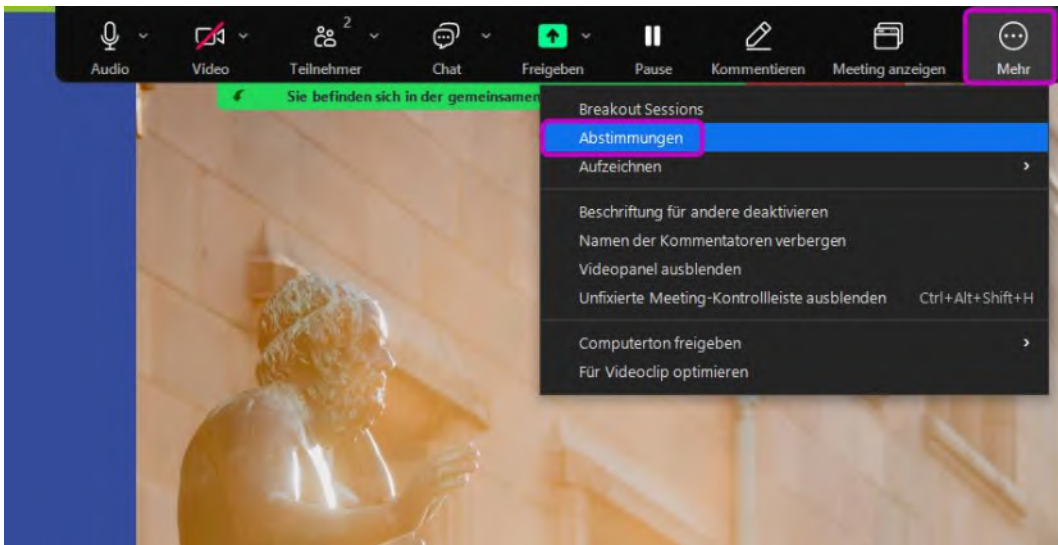 2
Audio Video Teilnehmer Chat Freigeben Pause Kommentieren Meeting anzeigen Mehr
Sie befinden sich in der gemeinsamen
Breakout Sessions
Abstimmungen
Aufzeichnen
Beschriftung für andere deaktivieren
Namen der Kommentatoren verbergen
Videopanel ausblenden
Unfixierte Meeting-Kontrollleiste ausblenden Ctrl+Alt+Shift+H
Computerton freigeben
Für Videoclip optimieren